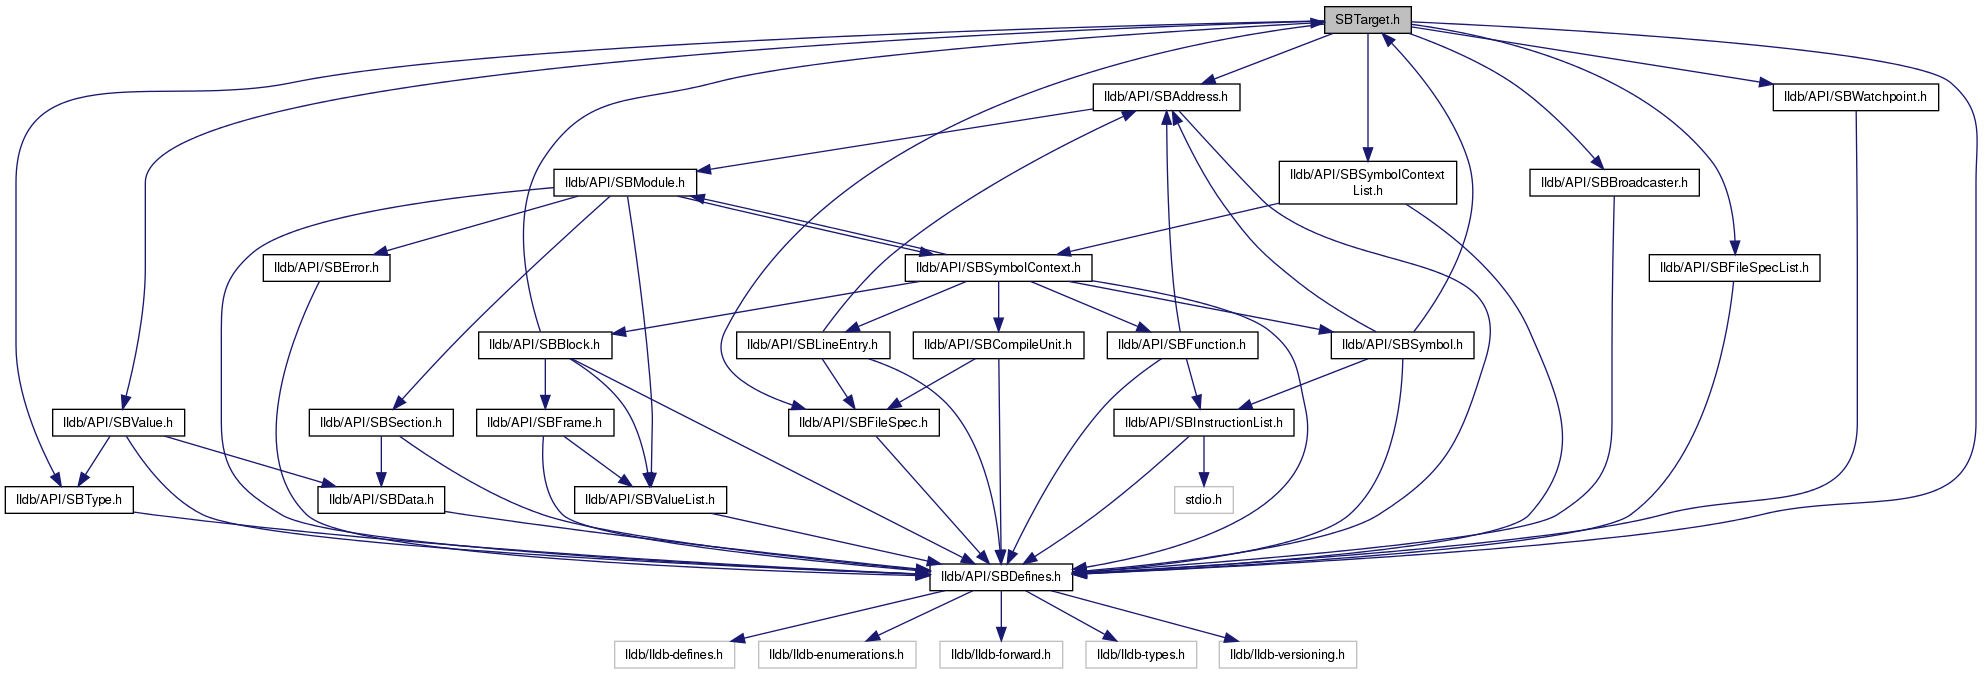 SBTarget.h
lldb/API/SBAddress.h
lldb/API/SBWatchpoint.h
lldb/API/SBModule.h
lldb/API/SBSymbolContext
List.h
lldb/API/SBBroadcaster.h
lldb/API/SBError.h
lldb/API/SBSymbolContext.h
lldb/API/SBFileSpecList.h
lldb/API/SBBlock.h
lldb/API/SBLineEntry.h
lldb/API/SBCompileUnit.h
lldb/API/SBFunction.h
lldb/API/SBSymbol.h
lldb/API/SBValue.h
lldb/API/SBSection.h
lldb/API/SBFrame.h
lldb/API/SBFileSpec.h
lldb/API/SBInstructionList.h
lldb/API/SBType.h
lldb/API/SBData.h
lldb/API/SBValueList.h
stdio.h
lldb/API/SBDefines.h
lldb/lldb-defines.h
lldb/lldb-enumerations.h
lldb/lldb-forward.h
lldb/lldb-types.h
lldb/lldb-versioning.h